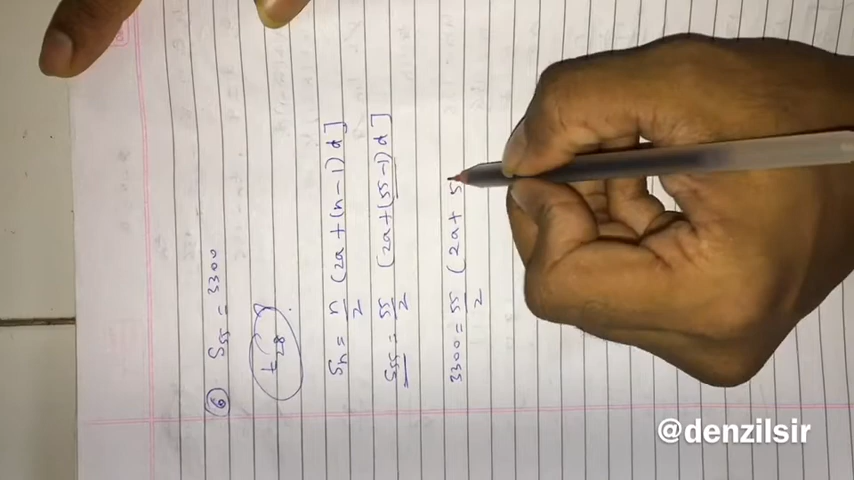 ⑥ S₅₅ = 3300
t₂₈ ?
Sₙ = n/2 (2a + (n - 1) d ]
S₅₅ = 55/2 (2a + (55 - 1) d ]
3300 = 55/2 ( 2a + 5
@denzilsir